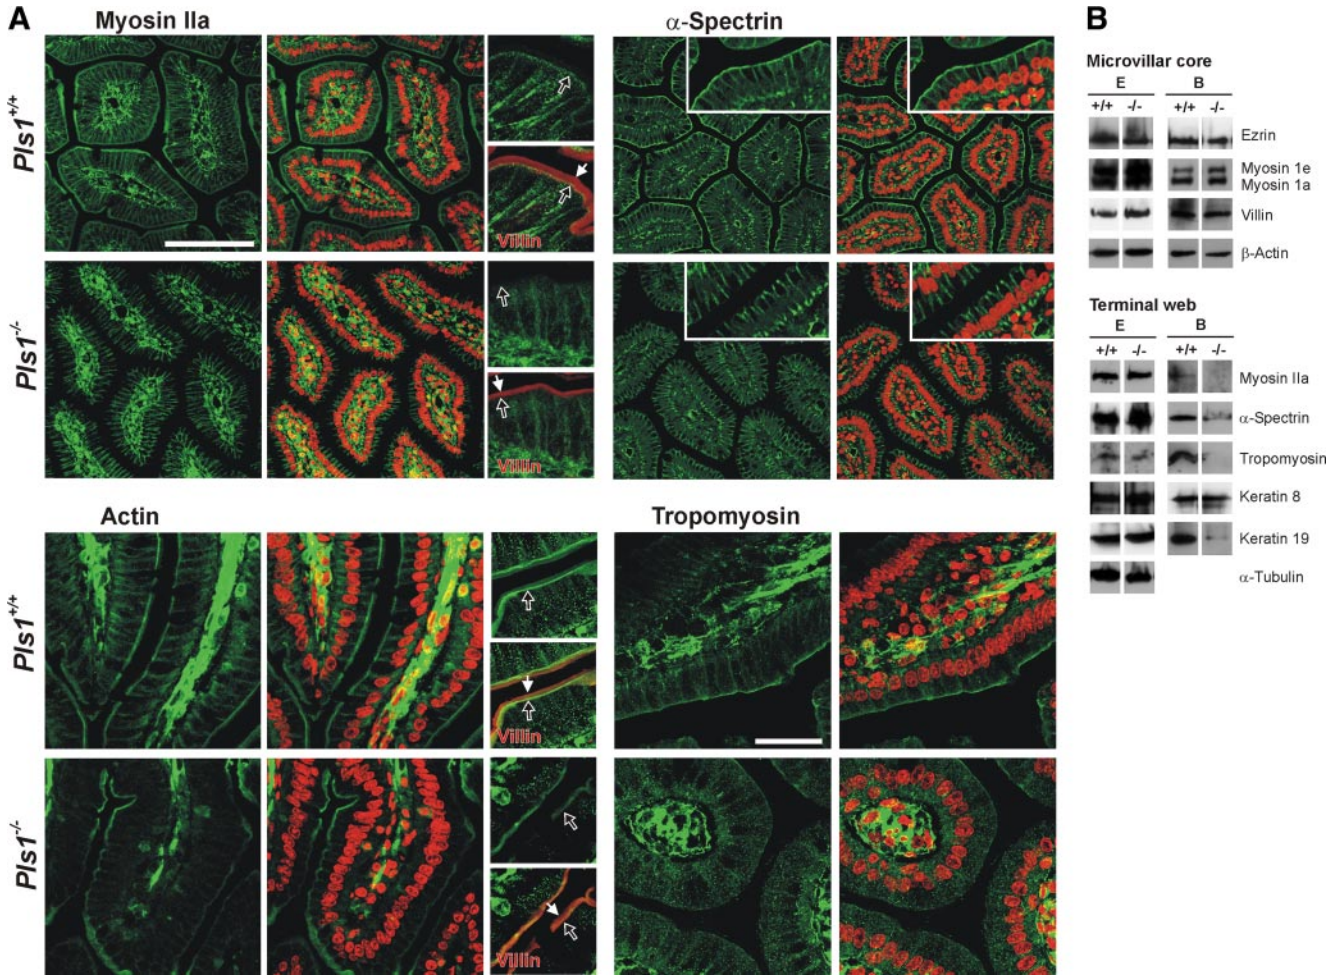 A
Myosin IIa
α-Spectrin
Pls1+/+
Villin
Pls1-/-
Villin
Actin
Tropomyosin
Pls1+/+
Villin
Pls1-/-
Villin
B
Microvillar core
E B
+/+ -/- +/+ -/-
Ezrin
Myosin 1e
Myosin 1a
Villin
β-Actin
Terminal web
E B
+/+ -/- +/+ -/-
Myosin IIa
α-Spectrin
Tropomyosin
Keratin 8
Keratin 19
α-Tubulin